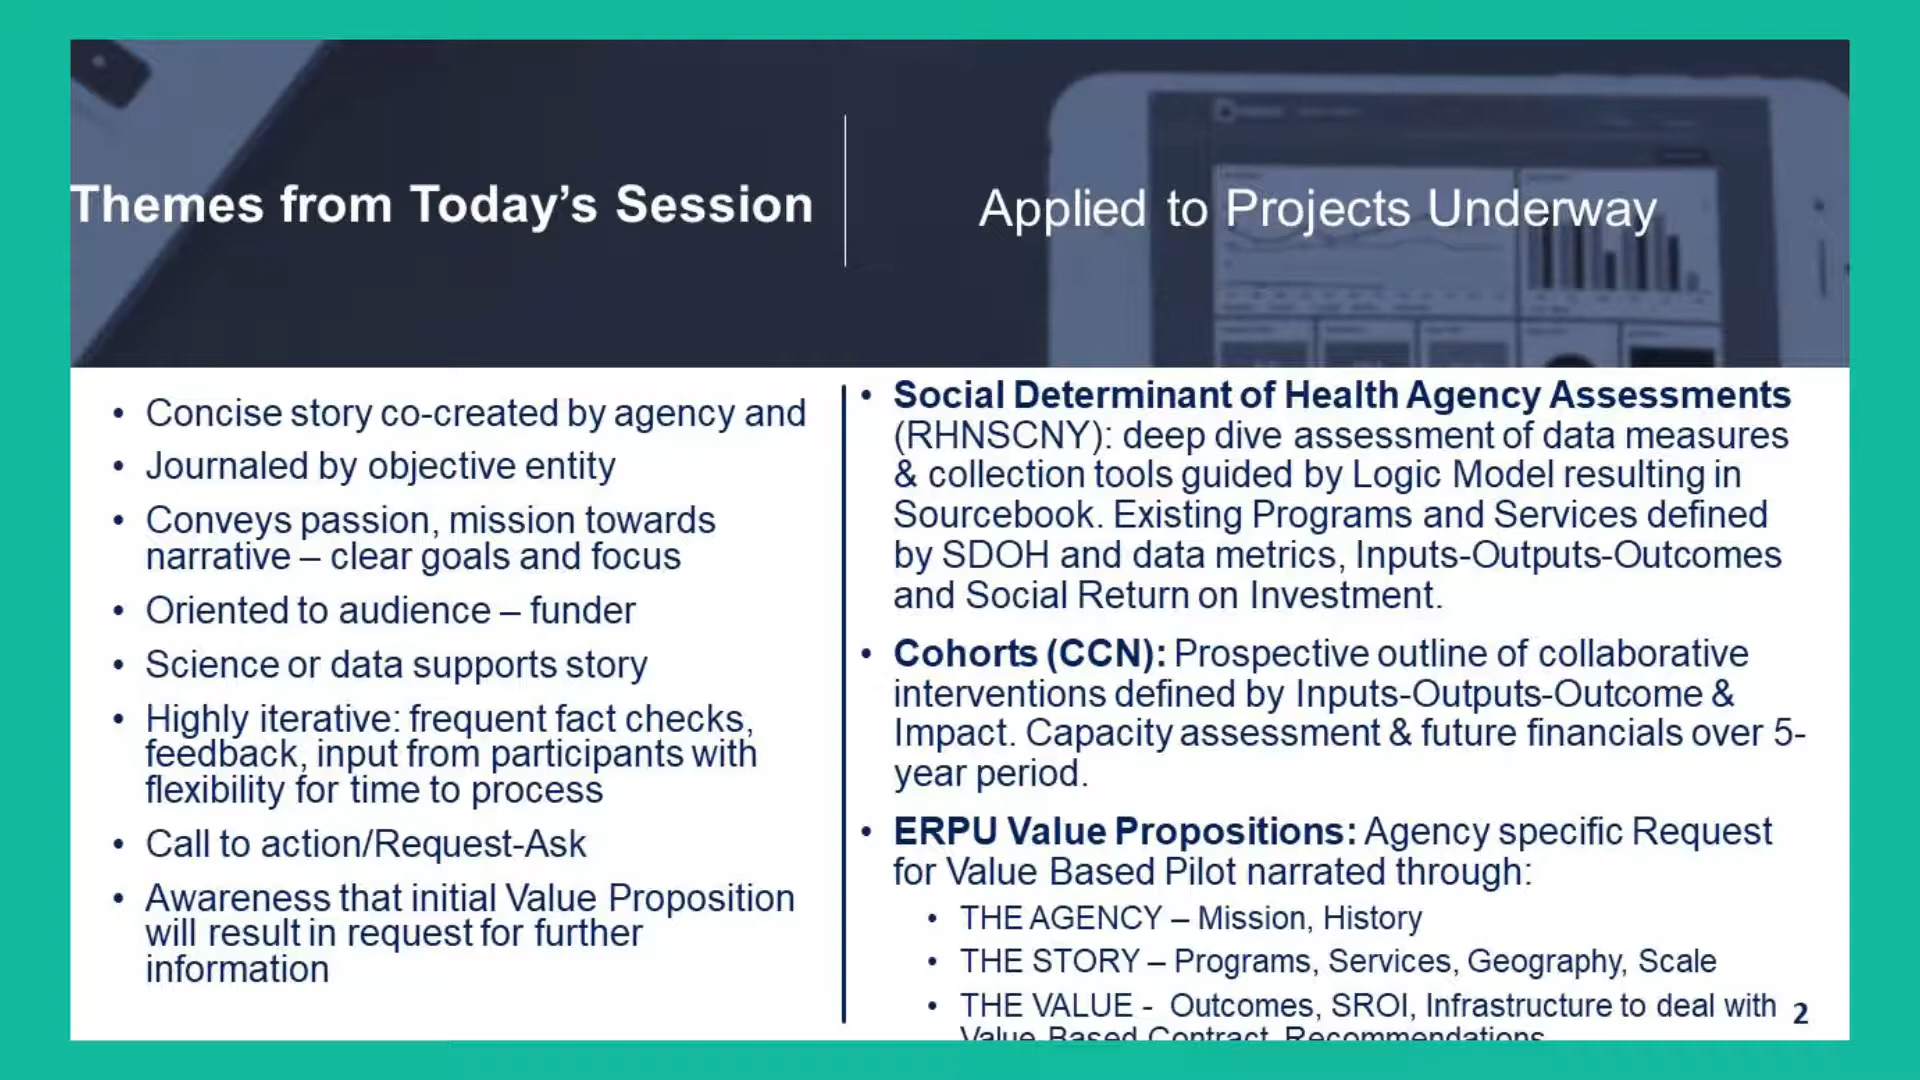 Themes from Today’s Session
Applied to Projects Underway
• Concise story co-created by agency and
• Journaled by objective entity
• Conveys passion, mission towards
narrative – clear goals and focus
• Oriented to audience – funder
• Science or data supports story
• Highly iterative: frequent fact checks,
feedback, input from participants with
flexibility for time to process
• Call to action/Request-Ask
• Awareness that initial Value Proposition
will result in request for further
information
• Social Determinant of Health Agency Assessments
(RHNSCNY): deep dive assessment of data measures
& collection tools guided by Logic Model resulting in
Sourcebook. Existing Programs and Services defined
by SDOH and data metrics, Inputs-Outputs-Outcomes
and Social Return on Investment.
• Cohorts (CCN): Prospective outline of collaborative
interventions defined by Inputs-Outputs-Outcome &
Impact. Capacity assessment & future financials over 5-
year period.
• ERPU Value Propositions: Agency specific Request
for Value Based Pilot narrated through:
• THE AGENCY – Mission, History
• THE STORY – Programs, Services, Geography, Scale
• THE VALUE - Outcomes, SROI, Infrastructure to deal with
Value Based Contract, Recommendations
2